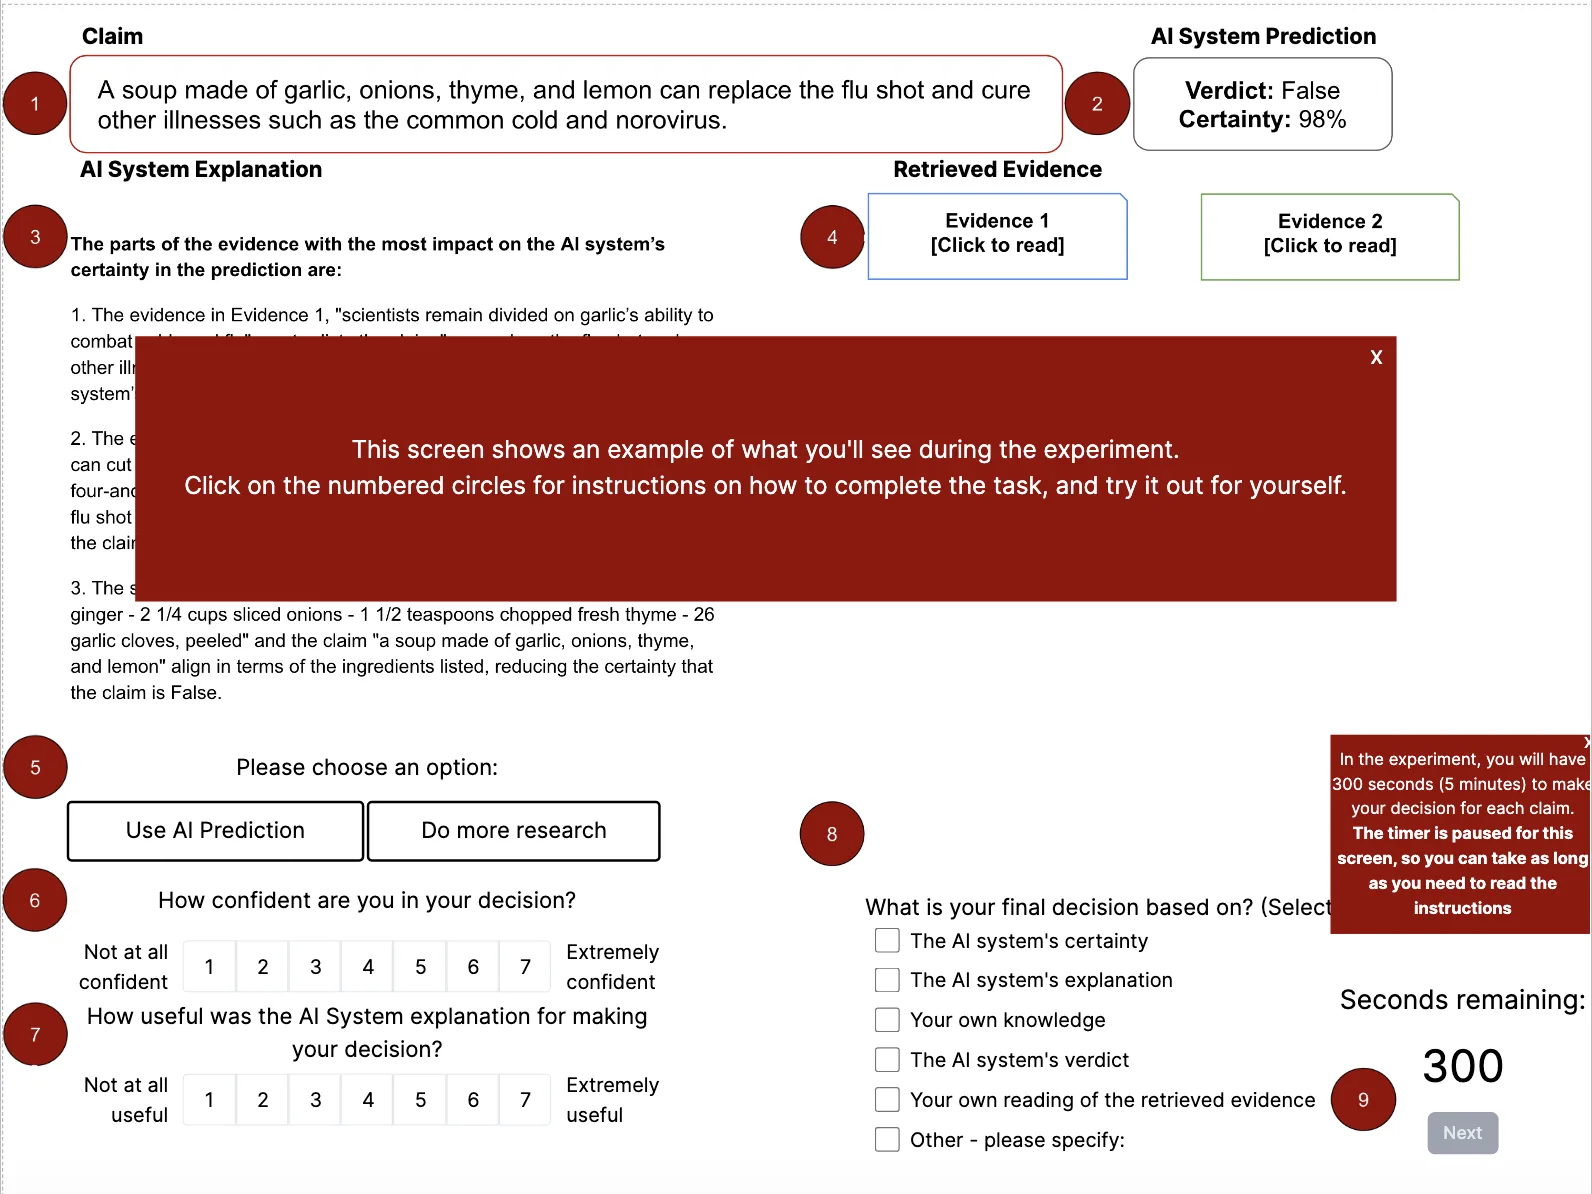 Claim
AI System Prediction
1
A soup made of garlic, onions, thyme, and lemon can replace the flu shot and cure
other illnesses such as the common cold and norovirus.
2
Verdict: False
Certainty: 98%
AI System Explanation
Retrieved Evidence
3
The parts of the evidence with the most impact on the AI system’s
certainty in the prediction are:
4
Evidence 1
[Click to read]
Evidence 2
[Click to read]
1. The evidence in Evidence 1, "scientists remain divided on garlic’s ability to
combat
other
system’
X
This screen shows an example of what you'll see during the experiment.
Click on the numbered circles for instructions on how to complete the task, and try it out for yourself.
2. The
can cut
flu shot
the
3. The
ginger - 2 1/4 cups sliced onions - 1 1/2 teaspoons chopped fresh thyme - 26
garlic cloves, peeled" and the claim "a soup made of garlic, onions, thyme,
and lemon" align in terms of the ingredients listed, reducing the certainty that
the claim is False.
5
Please choose an option:
Use AI Prediction
Do more research
6
How confident are you in your decision?
Not at all
confident
1 2 3 4 5 6 7
Extremely
confident
7
How useful was the AI System explanation for making
your decision?
Not at all
useful
1 2 3 4 5 6 7
Extremely
useful
8
What is your final decision based on? (Select
The AI system's certainty
The AI system's explanation
Your own knowledge
The AI system's verdict
Your own reading of the retrieved evidence
Other - please specify:
X
In the experiment, you will have
300 seconds (5 minutes) to make
your decision for each claim.
The timer is paused for this
screen, so you can take as long
as you need to read the
instructions
Seconds remaining:
300
9
Next